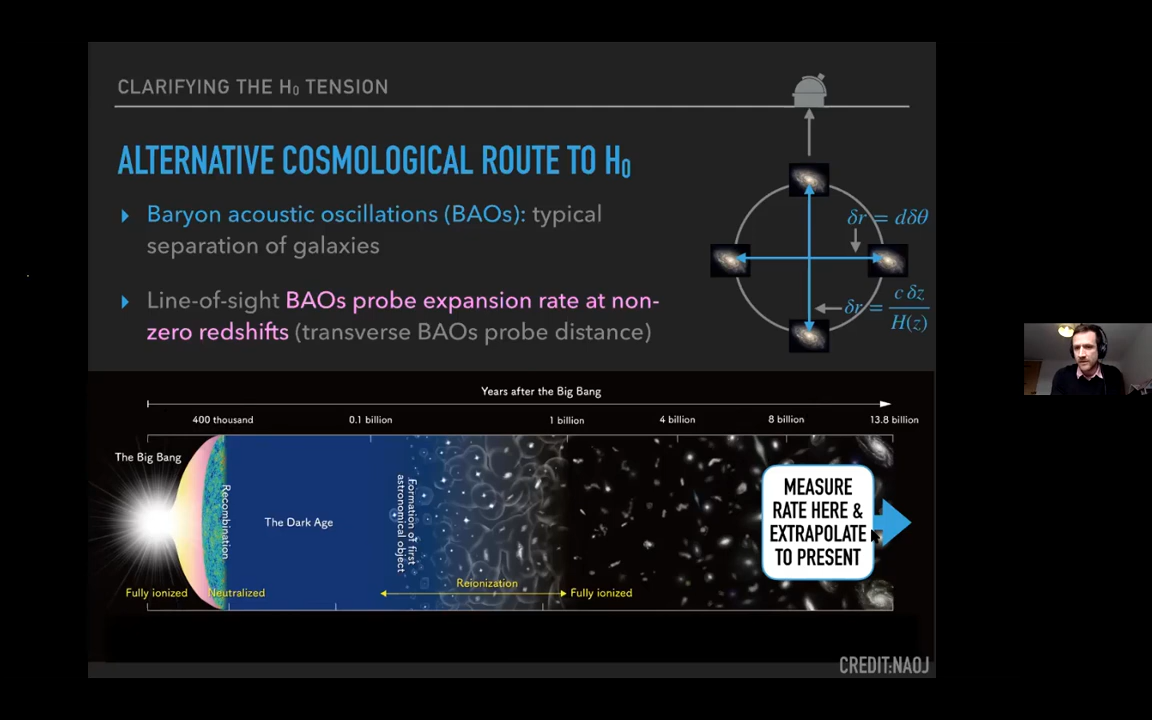 CLARIFYING THE H₀ TENSION
ALTERNATIVE COSMOLOGICAL ROUTE TO H₀
Baryon acoustic oscillations (BAOs): typical
separation of galaxies
Line-of-sight BAOs probe expansion rate at non-
zero redshifts (transverse BAOs probe distance)
δr = dδθ
δr = c δz / H(z)
Years after the Big Bang
400 thousand 0.1 billion 1 billion 4 billion 8 billion 13.8 billion
The Big Bang
Recombination
The Dark Age
Formation of first
astronomical object
Reionization
Fully ionized Neutralized Fully ionized
MEASURE
RATE HERE &
EXTRAPOLATE
TO PRESENT
CREDIT:NAOJ